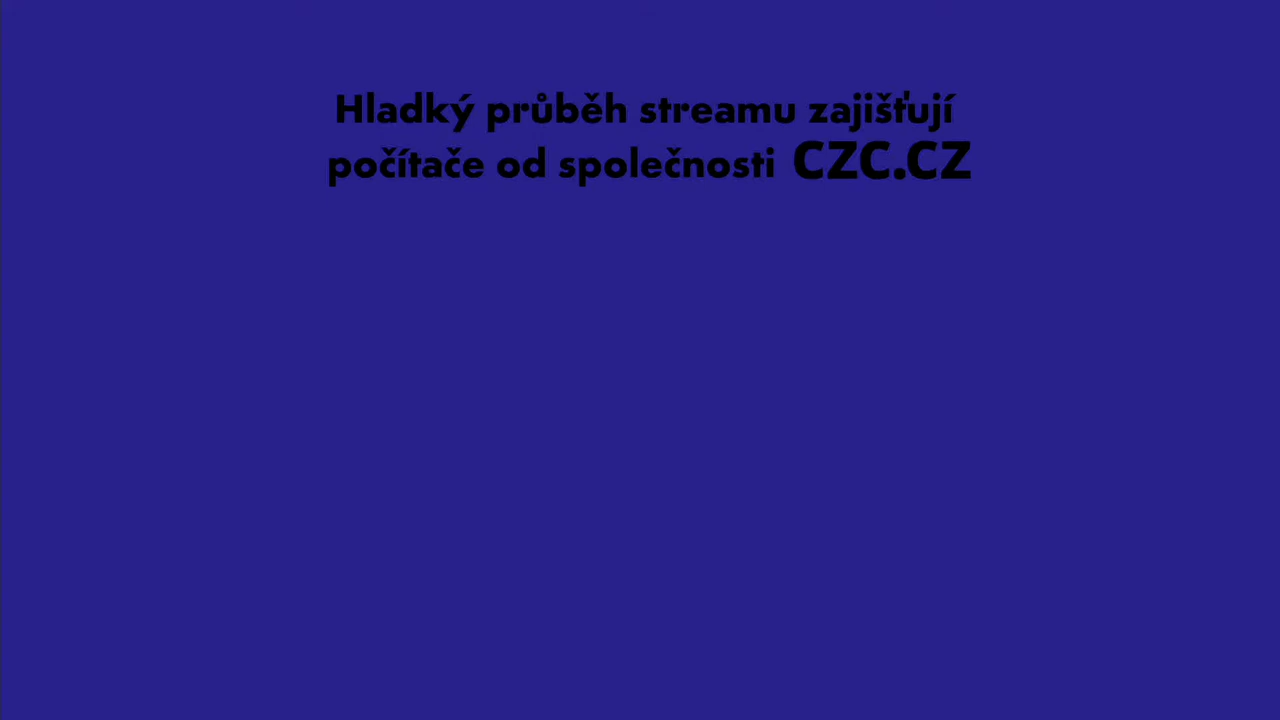 Hladký průběh streamu zajišťují
počítače od společnosti CZC.CZ